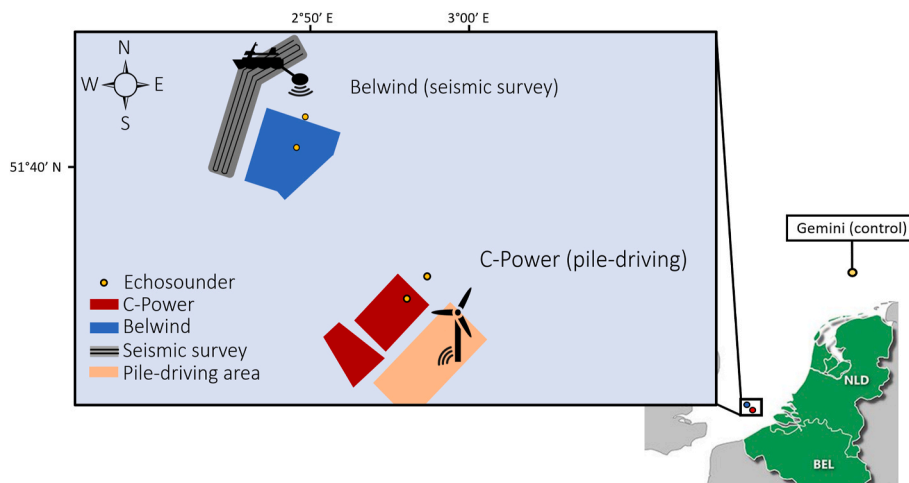 2°50' E
3°00' E
N
W
E
S
Belwind (seismic survey)
51°40' N
Gemini (control)
C-Power (pile-driving)
Echosounder
C-Power
Belwind
Seismic survey
Pile-driving area
NLD
BEL